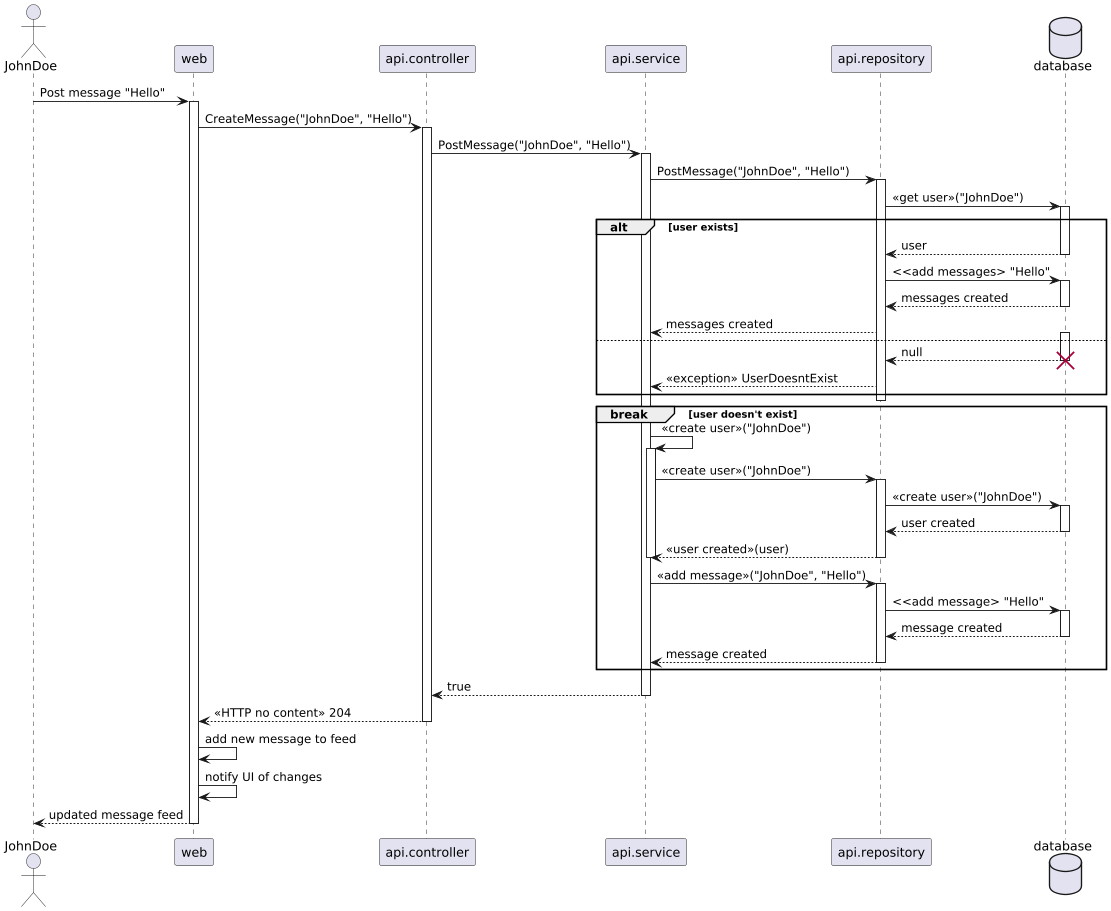 JohnDoe
web
api.controller
api.service
api.repository
database
Post message "Hello"
CreateMessage("JohnDoe", "Hello")
PostMessage("JohnDoe", "Hello")
PostMessage("JohnDoe", "Hello")
«get user»("JohnDoe")
alt [user exists]
user
<<add messages> "Hello"
messages created
messages created
null
«exception» UserDoesntExist
break [user doesn't exist]
«create user»("JohnDoe")
«create user»("JohnDoe")
«create user»("JohnDoe")
user created
«user created»(user)
«add message»("JohnDoe", "Hello")
<<add message> "Hello"
message created
message created
true
«HTTP no content» 204
add new message to feed
notify UI of changes
updated message feed
JohnDoe
web
api.controller
api.service
api.repository
database